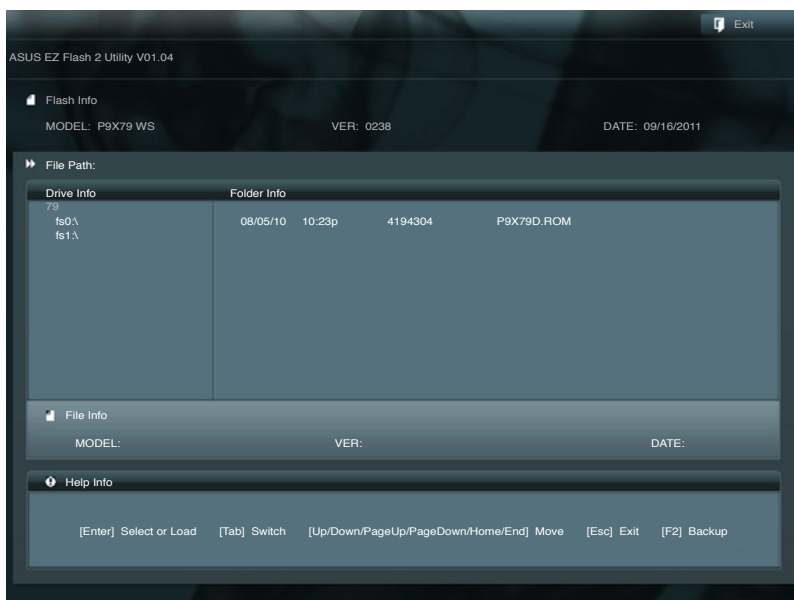 Exit
ASUS EZ Flash 2 Utility V01.04
Flash Info
MODEL: P9X79 WS VER: 0238 DATE: 09/16/2011
File Path:
Drive Info Folder Info
79
fs0:\ 08/05/10 10:23p 4194304 P9X79D.ROM
fs1:\
File Info
MODEL: VER: DATE:
Help Info
[Enter] Select or Load [Tab] Switch [Up/Down/PageUp/PageDown/Home/End] Move [Esc] Exit [F2] Backup